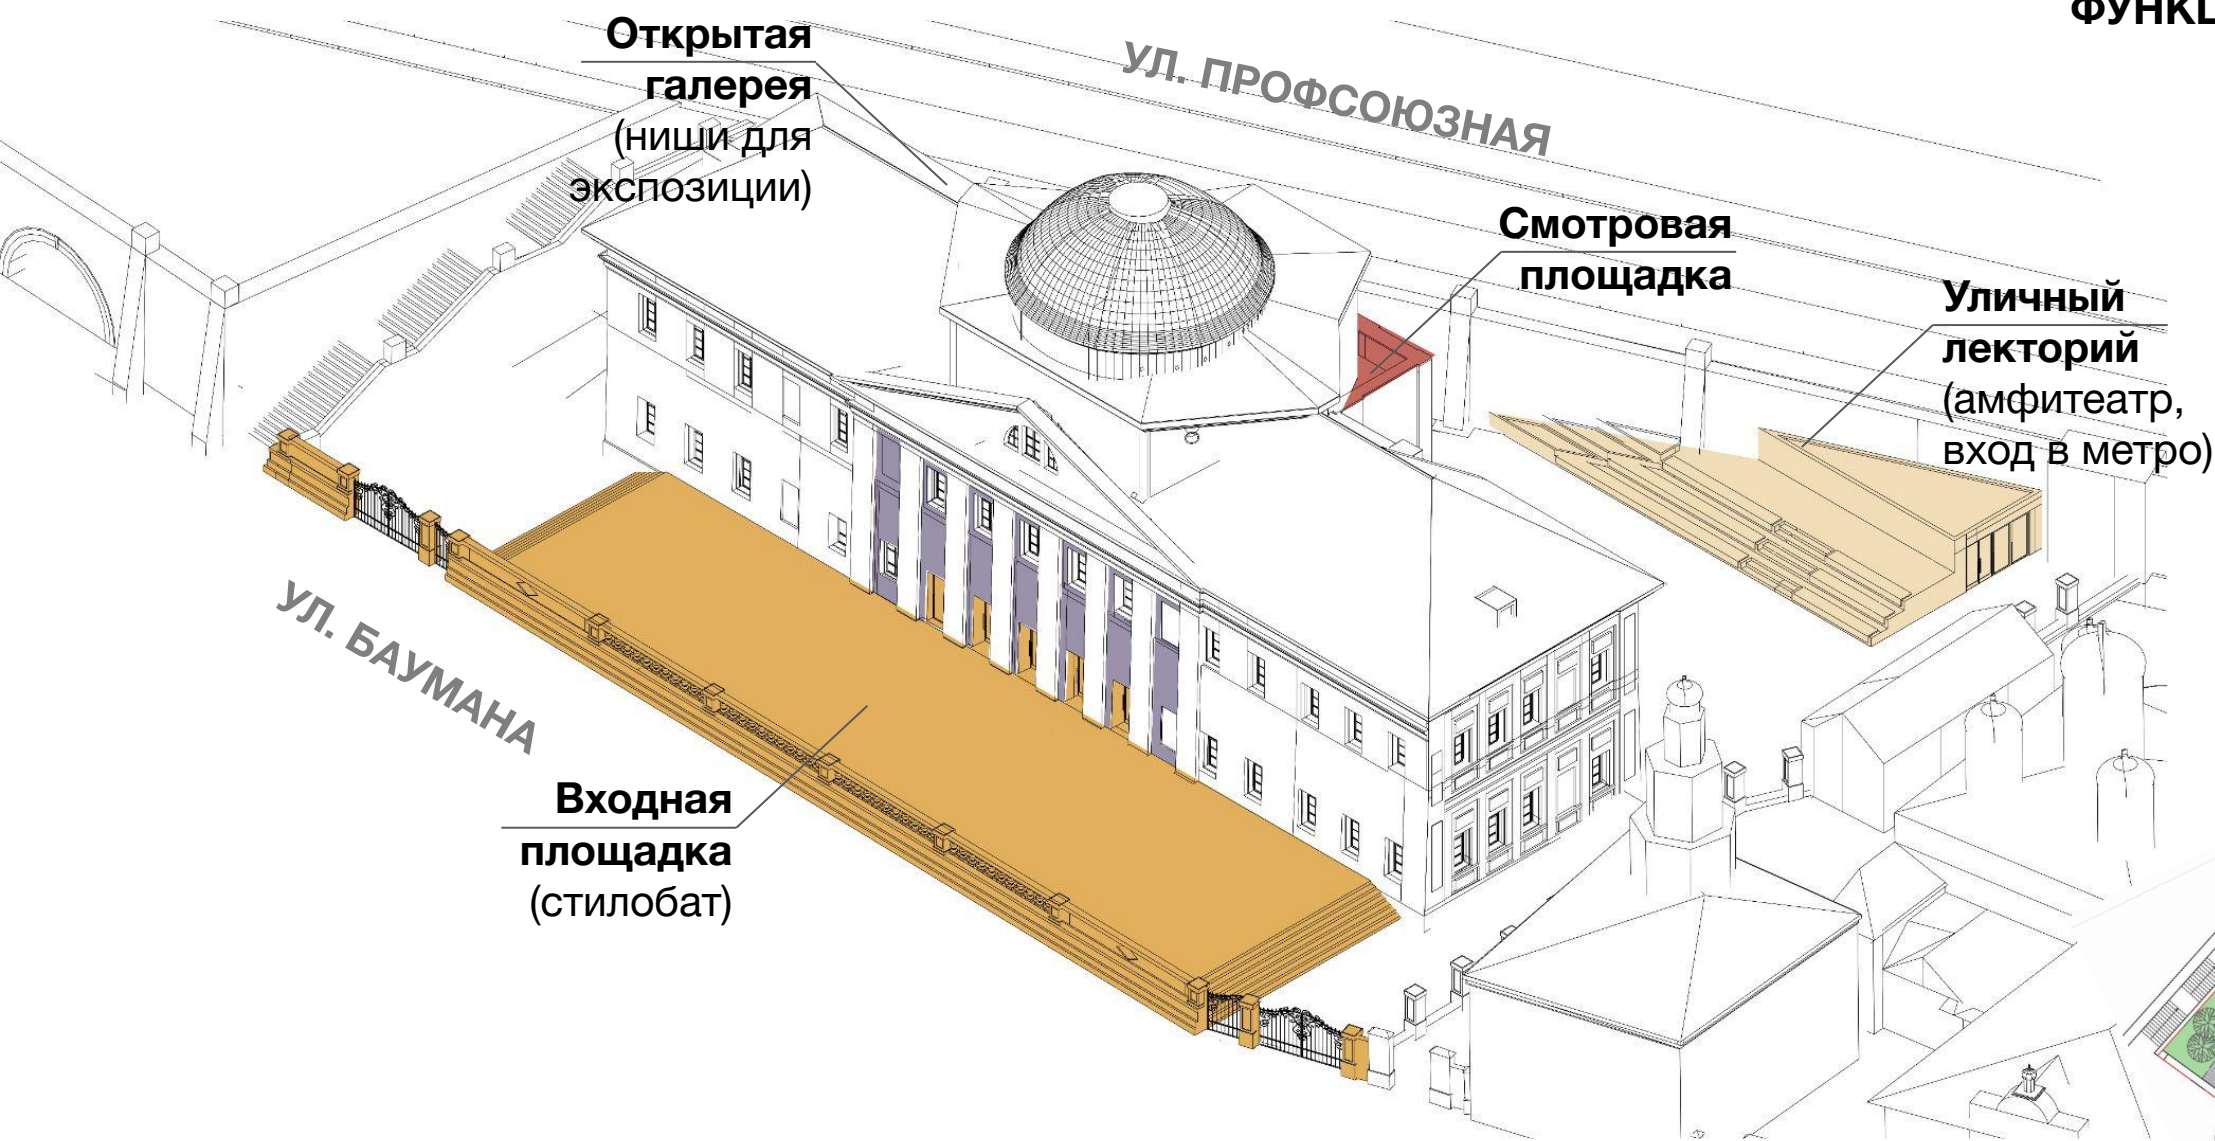 ФУНКЦ
Открытая
галерея
(ниши для
экспозиции)
УЛ. ПРОФСОЮЗНАЯ
Смотровая
площадка
Уличный
лекторий
(амфитеатр,
вход в метро)
УЛ. БАУМАНА
Входная
площадка
(стилобат)